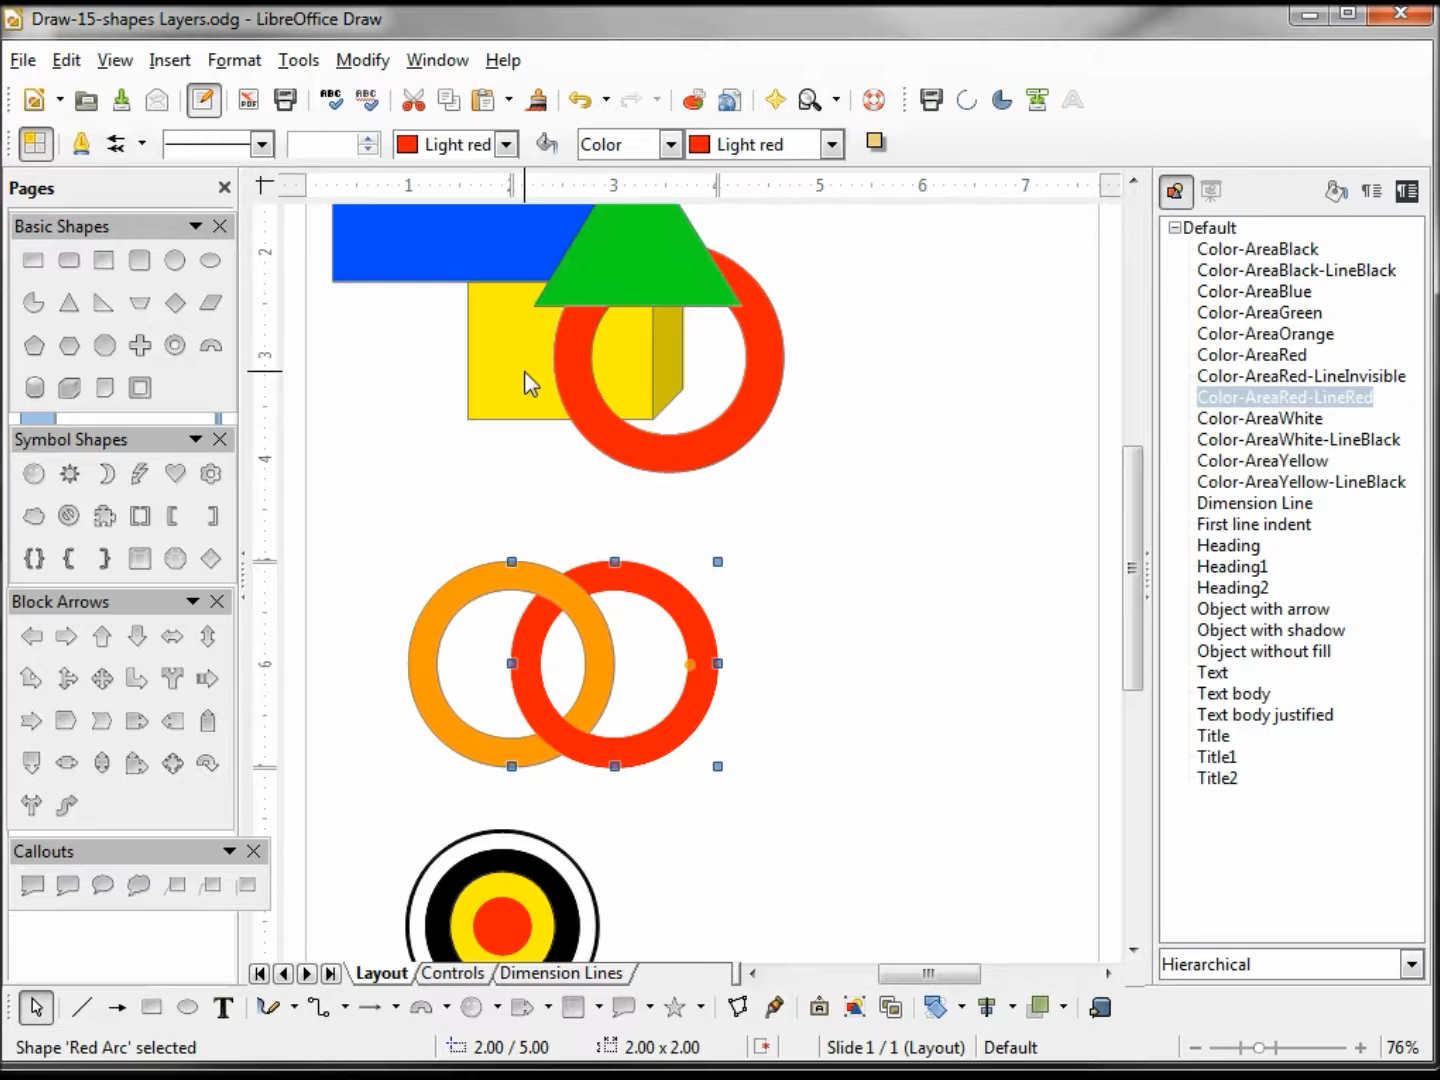 Draw-15-shapes Layers.odg - LibreOffice Draw
File Edit View Insert Format Tools Modify Window Help
PDF ABC ABC
Light red Color Light red
Pages
1 3 5 6 7
Basic Shapes
2
3
4
6
Symbol Shapes
Block Arrows
Callouts
Default
Color-AreaBlack
Color-AreaBlack-LineBlack
Color-AreaBlue
Color-AreaGreen
Color-AreaOrange
Color-AreaRed
Color-AreaRed-LineInvisible
Color-AreaRed-LineRed
Color-AreaWhite
Color-AreaWhite-LineBlack
Color-AreaYellow
Color-AreaYellow-LineBlack
Dimension Line
First line indent
Heading
Heading1
Heading2
Object with arrow
Object with shadow
Object without fill
Text
Text body
Text body justified
Title
Title1
Title2
Hierarchical
Layout Controls Dimension Lines
T
Shape 'Red Arc' selected 2.00 / 5.00 2.00 x 2.00 Slide 1 / 1 (Layout) Default 76%